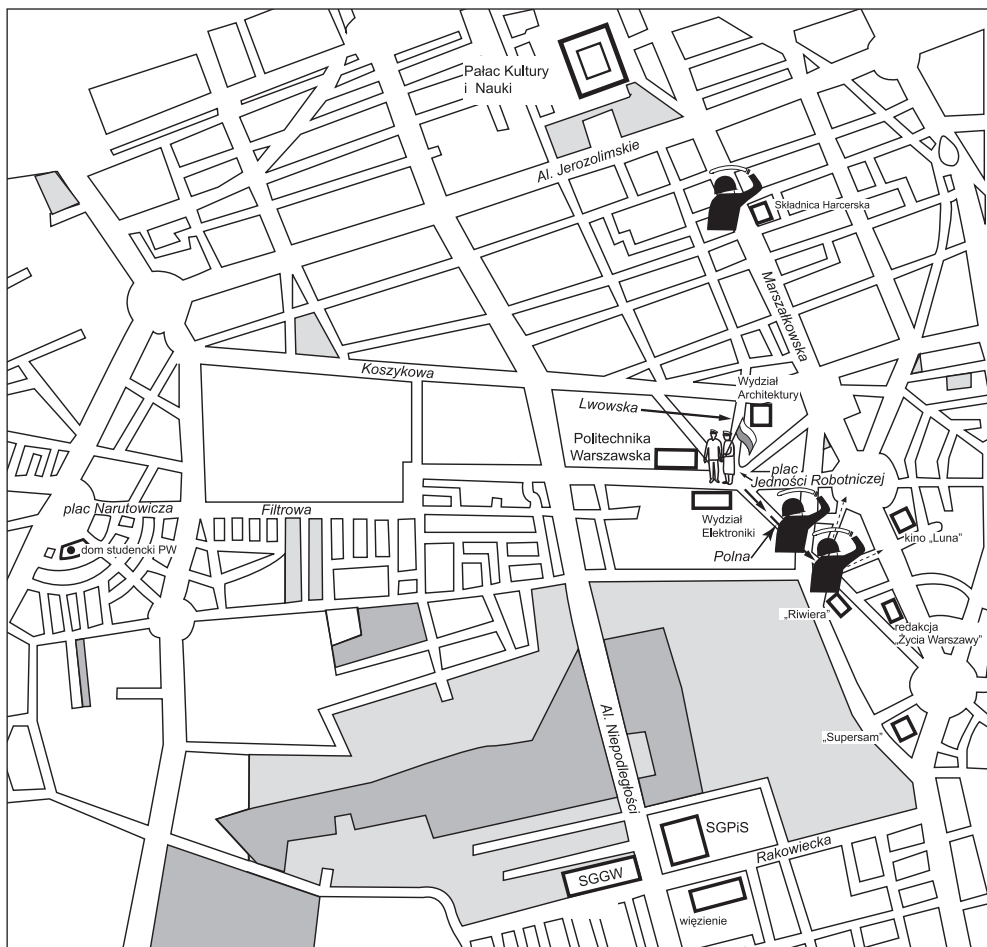 Pałac Kultury
i Nauki
Al. Jerozolimskie
Składnica Harcerska
Marszałkowska
Koszykowa
Lwowska
Wydział
Architektury
Politechnika
Warszawska
plac
Jedności Robotniczej
plac Narutowicza
Filtrowa
Wydział
Elektroniki
kino „Luna”
dom studencki PW
Polna
„Riwiera”
redakcja
„Życia Warszawy”
Al. Niepodległości
„Supersam”
SGPiS
Rakowiecka
SGGW
więzienie